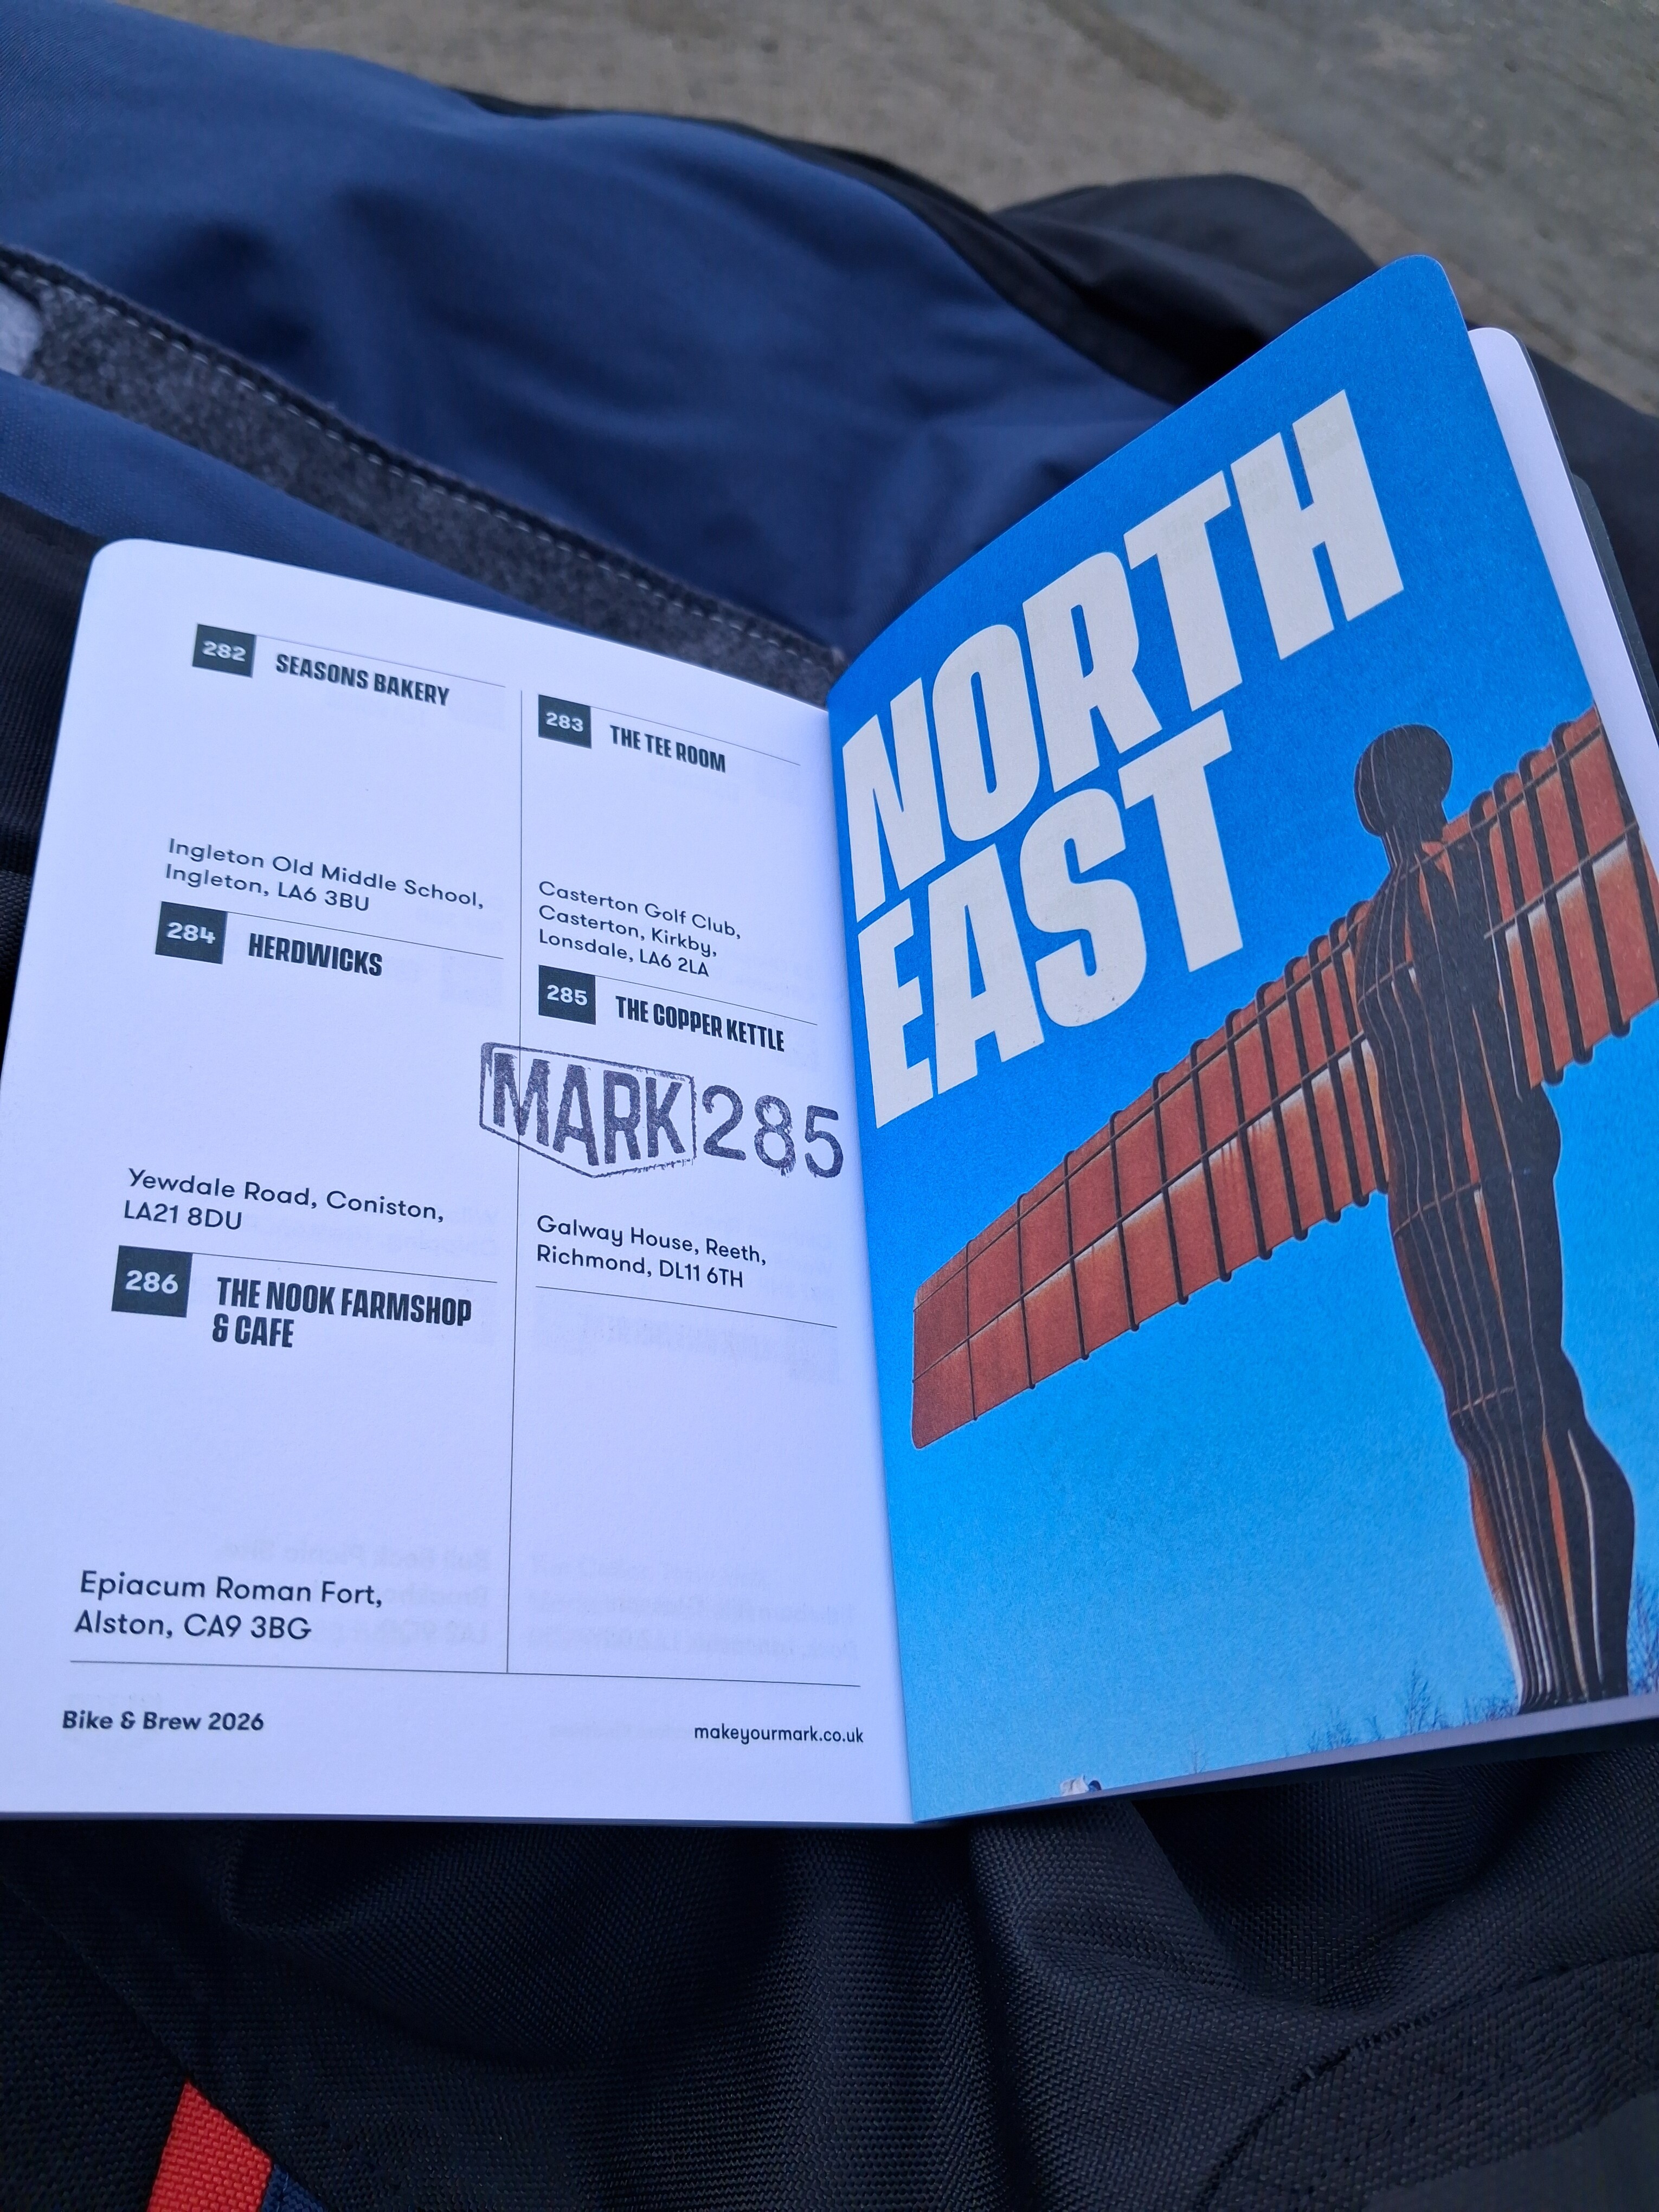 282
SEASONS BAKERY
Ingleton Old Middle School,
Ingleton, LA6 3BU
283
THE TEE ROOM
Casterton Golf Club,
Casterton, Kirkby,
Lonsdale, LA6 2LA
284
HERDWICKS
Yewdale Road, Coniston,
LA21 8DU
285
THE COPPER KETTLE
MARK 285
Galway House, Reeth,
Richmond, DL11 6TH
286
THE NOOK FARMSHOP
& CAFE
Epiacum Roman Fort,
Alston, CA9 3BG
Bike & Brew 2026
makeyourmark.co.uk
NORTH
EAST